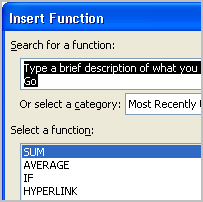 Insert Function
Search for a function:
Type a brief description of what you
Go
Or select a category: Most Recently
Select a function:
SUM
AVERAGE
IF
HYPERLINK